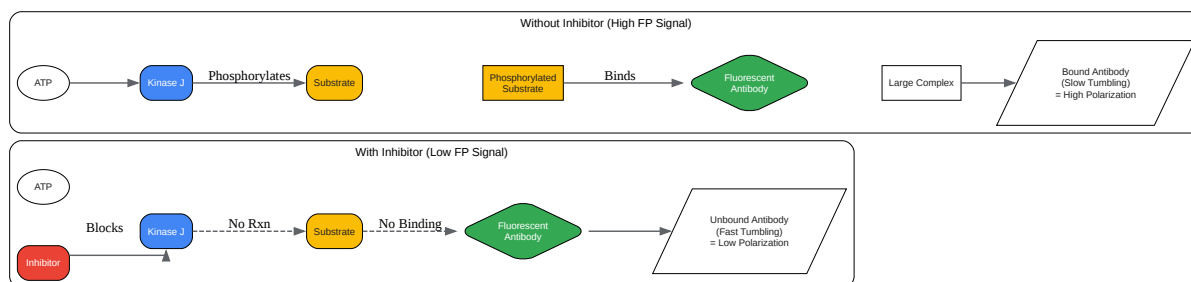 Without Inhibitor (High FP Signal)
ATP
Kinase J
Phosphorylates
Substrate
Phosphorylated
Substrate
Binds
Fluorescent
Antibody
Large Complex
Bound Antibody
(Slow Tumbling)
= High Polarization
With Inhibitor (Low FP Signal)
ATP
Blocks
Inhibitor
Kinase J
No Rxn
Substrate
No Binding
Fluorescent
Antibody
Unbound Antibody
(Fast Tumbling)
= Low Polarization